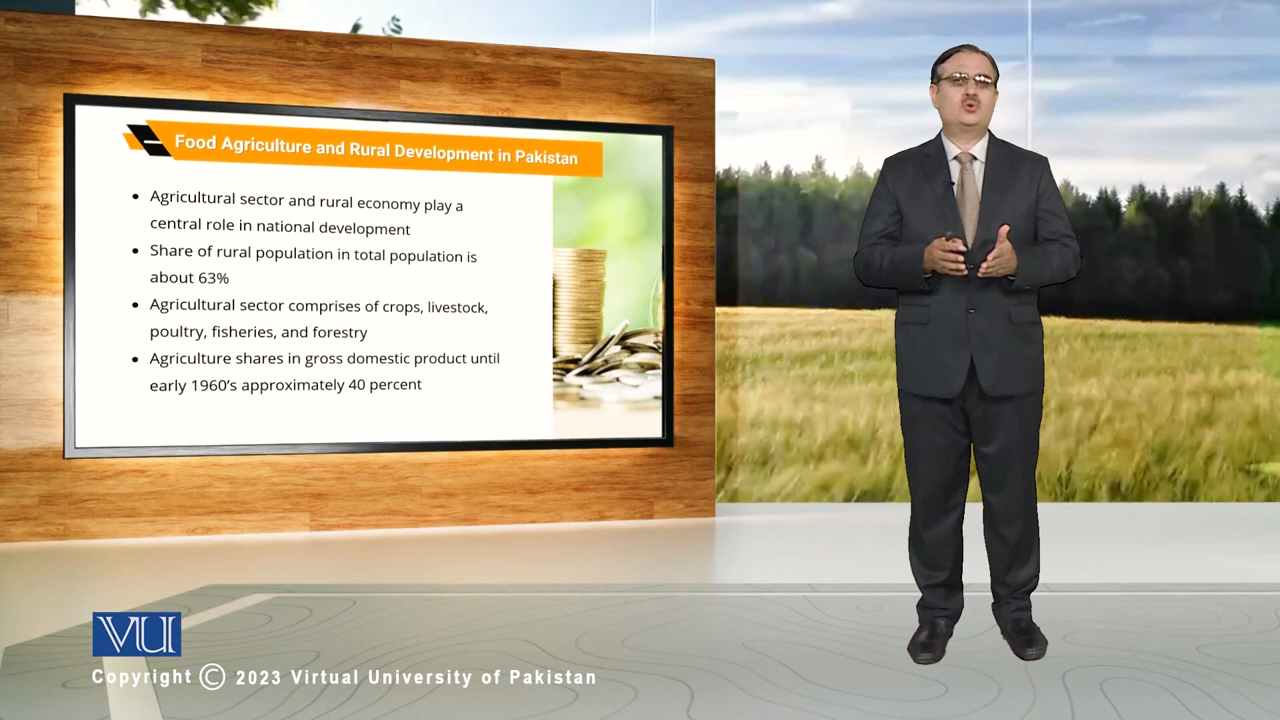 Food Agriculture and Rural Development in Pakistan
• Agricultural sector and rural economy play a
central role in national development
• Share of rural population in total population is
about 63%
• Agricultural sector comprises of crops, livestock,
poultry, fisheries, and forestry
• Agriculture shares in gross domestic product until
early 1960's approximately 40 percent
VU
Copyright © 2023 Virtual University of Pakistan